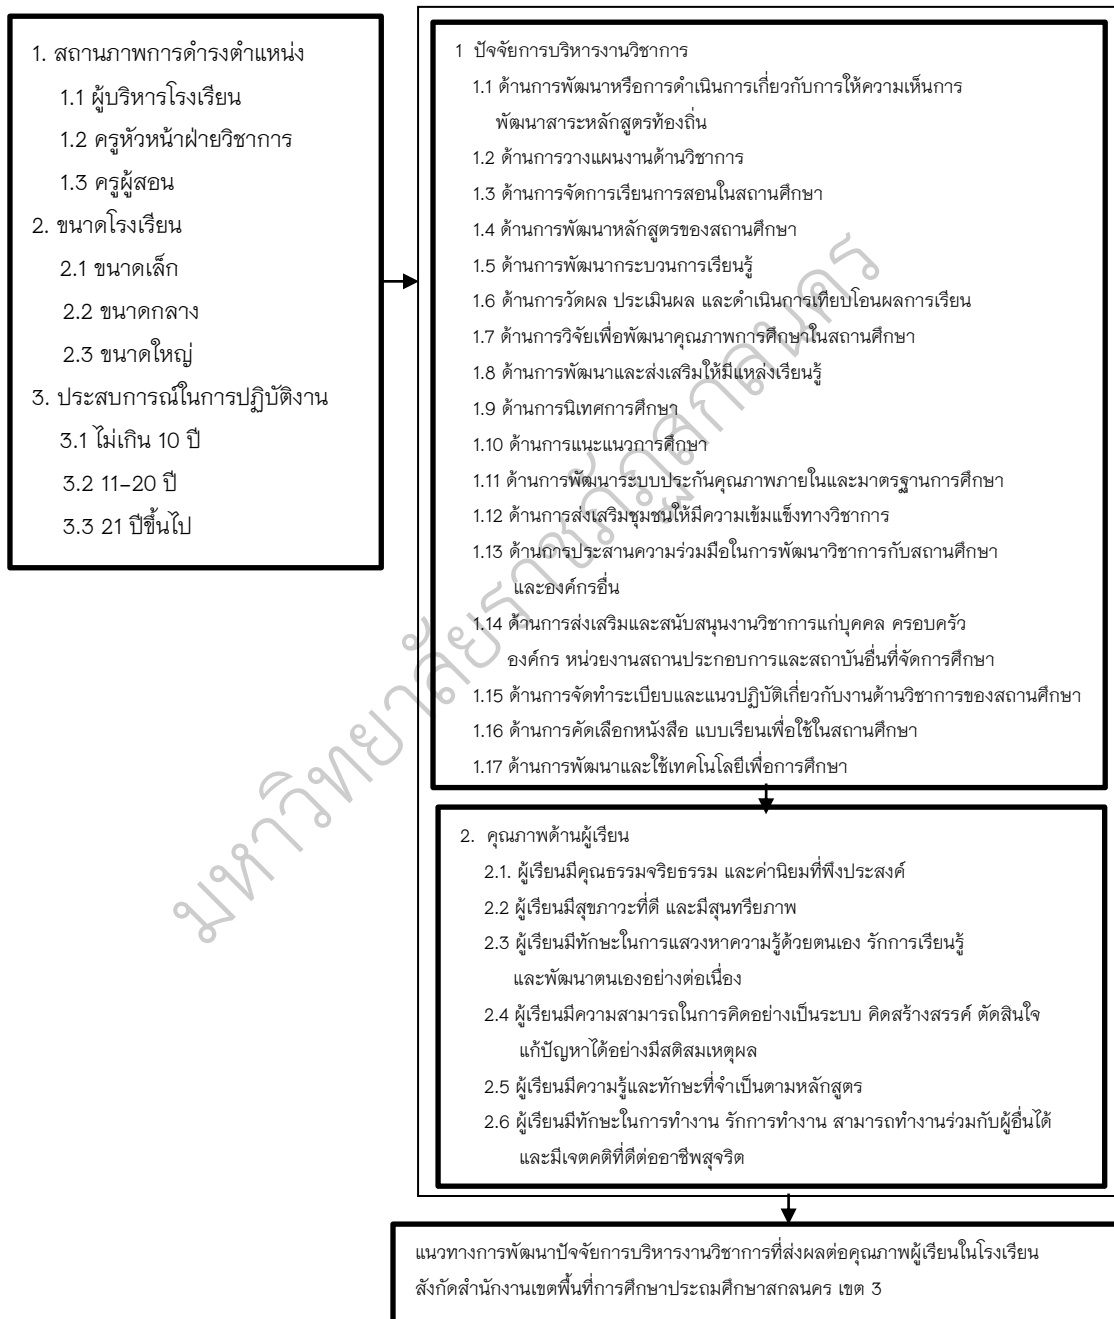 1. สถานภาพการดำรงตำแหน่ง
1.1 ผู้บริหารโรงเรียน
1.2 ครูหัวหน้าฝ่ายวิชาการ
1.3 ครูผู้สอน
2. ขนาดโรงเรียน
2.1 ขนาดเล็ก
2.2 ขนาดกลาง
2.3 ขนาดใหญ่
3. ประสบการณ์ในการปฏิบัติงาน
3.1 ไม่เกิน 10 ปี
3.2 11–20 ปี
3.3 21 ปีขึ้นไป
1 ปัจจัยการบริหารงานวิชาการ
1.1 ด้านการพัฒนาหรือการดำเนินการเกี่ยวกับการให้ความเห็นการ
พัฒนาสาระหลักสูตรท้องถิ่น
1.2 ด้านการวางแผนงานด้านวิชาการ
1.3 ด้านการจัดการเรียนการสอนในสถานศึกษา
1.4 ด้านการพัฒนาหลักสูตรของสถานศึกษา
1.5 ด้านการพัฒนากระบวนการเรียนรู้
1.6 ด้านการวัดผล ประเมินผล และดำเนินการเทียบโอนผลการเรียน
1.7 ด้านการวิจัยเพื่อพัฒนาคุณภาพการศึกษาในสถานศึกษา
1.8 ด้านการพัฒนาและส่งเสริมให้มีแหล่งเรียนรู้
1.9 ด้านการนิเทศการศึกษา
1.10 ด้านการแนะแนวการศึกษา
1.11 ด้านการพัฒนาระบบประกันคุณภาพภายในและมาตรฐานการศึกษา
1.12 ด้านการส่งเสริมชุมชนให้มีความเข้มแข็งทางวิชาการ
1.13 ด้านการประสานความร่วมมือในการพัฒนาวิชาการกับสถานศึกษา
และองค์กรอื่น
1.14 ด้านการส่งเสริมและสนับสนุนงานวิชาการแก่บุคคล ครอบครัว
องค์กร หน่วยงานสถานประกอบการและสถาบันอื่นที่จัดการศึกษา
1.15 ด้านการจัดทำระเบียบและแนวปฏิบัติเกี่ยวกับงานด้านวิชาการของสถานศึกษา
1.16 ด้านการคัดเลือกหนังสือ แบบเรียนเพื่อใช้ในสถานศึกษา
1.17 ด้านการพัฒนาและใช้เทคโนโลยีเพื่อการศึกษา
2. คุณภาพด้านผู้เรียน
2.1. ผู้เรียนมีคุณธรรมจริยธรรม และค่านิยมที่พึงประสงค์
2.2 ผู้เรียนมีสุขภาวะที่ดี และมีสุนทรียภาพ
2.3 ผู้เรียนมีทักษะในการแสวงหาความรู้ด้วยตนเอง รักการเรียนรู้
และพัฒนาตนเองอย่างต่อเนื่อง
2.4 ผู้เรียนมีความสามารถในการคิดอย่างเป็นระบบ คิดสร้างสรรค์ ตัดสินใจ
แก้ปัญหาได้อย่างมีสติสมเหตุผล
2.5 ผู้เรียนมีความรู้และทักษะที่จำเป็นตามหลักสูตร
2.6 ผู้เรียนมีทักษะในการทำงาน รักการทำงาน สามารถทำงานร่วมกับผู้อื่นได้
และมีเจตคติที่ดีต่ออาชีพสุจริต
แนวทางการพัฒนาปัจจัยการบริหารงานวิชาการที่ส่งผลต่อคุณภาพผู้เรียนในโรงเรียน
สังกัดสำนักงานเขตพื้นที่การศึกษาประถมศึกษาสกลนคร เขต 3
มหาวิทยาลัยราชภัฏสกลนคร